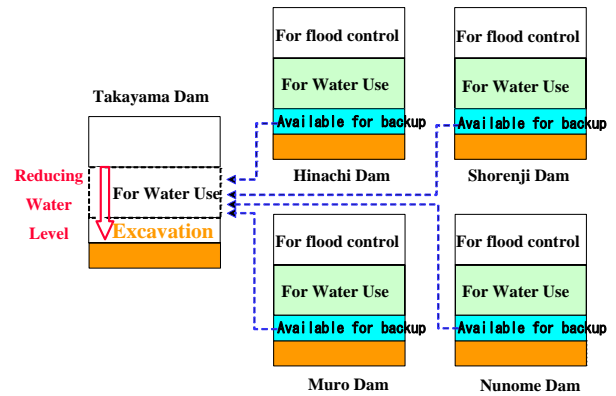 Takayama Dam
Reducing
Water
Level
For Water Use
Excavation
For flood control
For Water Use
Available for backup
Hinachi Dam
For flood control
For Water Use
Available for backup
Shorenji Dam
For flood control
For Water Use
Available for backup
Muro Dam
For flood control
For Water Use
Available for backup
Nunome Dam